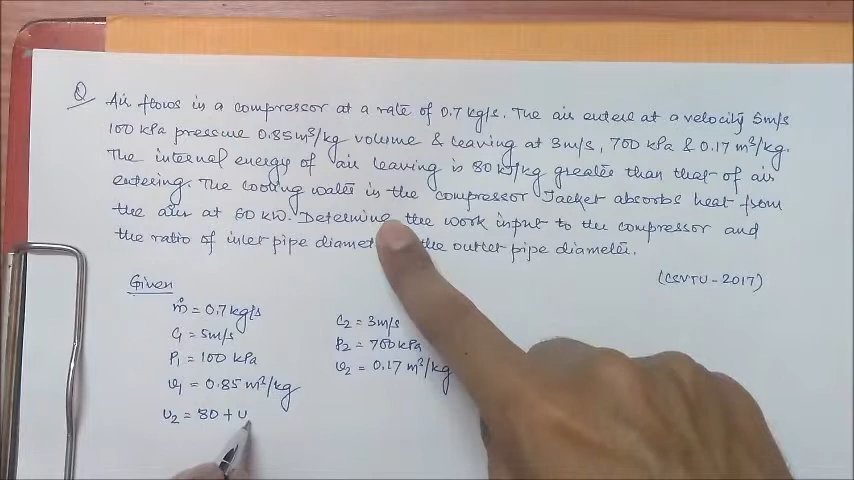 Q Air flows in a compressor at a rate of 0.7 kg/s. The air enters at a velocity 5m/s
100 kPa pressure 0.85 m³/kg volume & leaving at 3m/s, 700 kPa & 0.17 m³/kg.
The internal energy of air leaving is 80 kJ/kg greater than that of air
entering. The cooling water in the compressor Jacket absorbs heat from
the air at 60 kW. Determine the work input to the compressor and
the ratio of inlet pipe diamet the outlet pipe diameter.
(CSVTU-2017)
Given
ṁ = 0.7 kg/s
C₁ = 5m/s
P₁ = 100 kPa
v₁ = 0.85 m²/kg
U₂ = 80 + U
C₂ = 3m/s
P₂ = 700 kPa
v₂ = 0.17 m³/kg